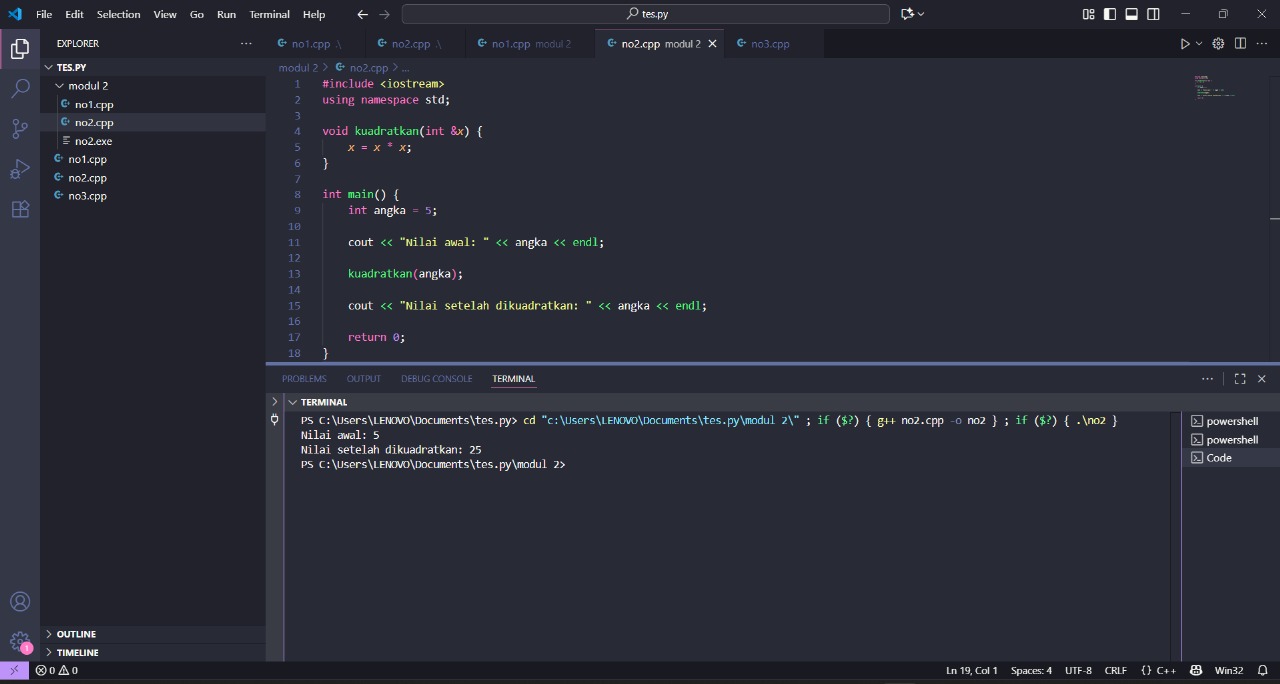 File Edit Selection View Go Run Terminal Help tes.py
EXPLORER
TES.PY
modul 2
no1.cpp
no2.cpp
no2.exe
no1.cpp
no2.cpp
no3.cpp
OUTLINE
TIMELINE
no1.cpp .\ no2.cpp .\ no1.cpp modul 2 no2.cpp modul 2 no3.cpp
modul 2 > no2.cpp > ...
1 #include <iostream>
2 using namespace std;
3
4 void kuadratkan(int &x) {
5 x = x * x;
6 }
7
8 int main() {
9 int angka = 5;
10
11 cout << "Nilai awal: " << angka << endl;
12
13 kuadratkan(angka);
14
15 cout << "Nilai setelah dikuadratkan: " << angka << endl;
16
17 return 0;
18 }
PROBLEMS OUTPUT DEBUG CONSOLE TERMINAL
TERMINAL
PS C:\Users\LENOVO\Documents\tes.py> cd "c:\Users\LENOVO\Documents\tes.py\modul 2\" ; if ($?) { g++ no2.cpp -o no2 } ; if ($?) { .\no2 }
Nilai awal: 5
Nilai setelah dikuadratkan: 25
PS C:\Users\LENOVO\Documents\tes.py\modul 2>
powershell
powershell
Code
1
0 0 Ln 19, Col 1 Spaces: 4 UTF-8 CRLF {} C++ Win32